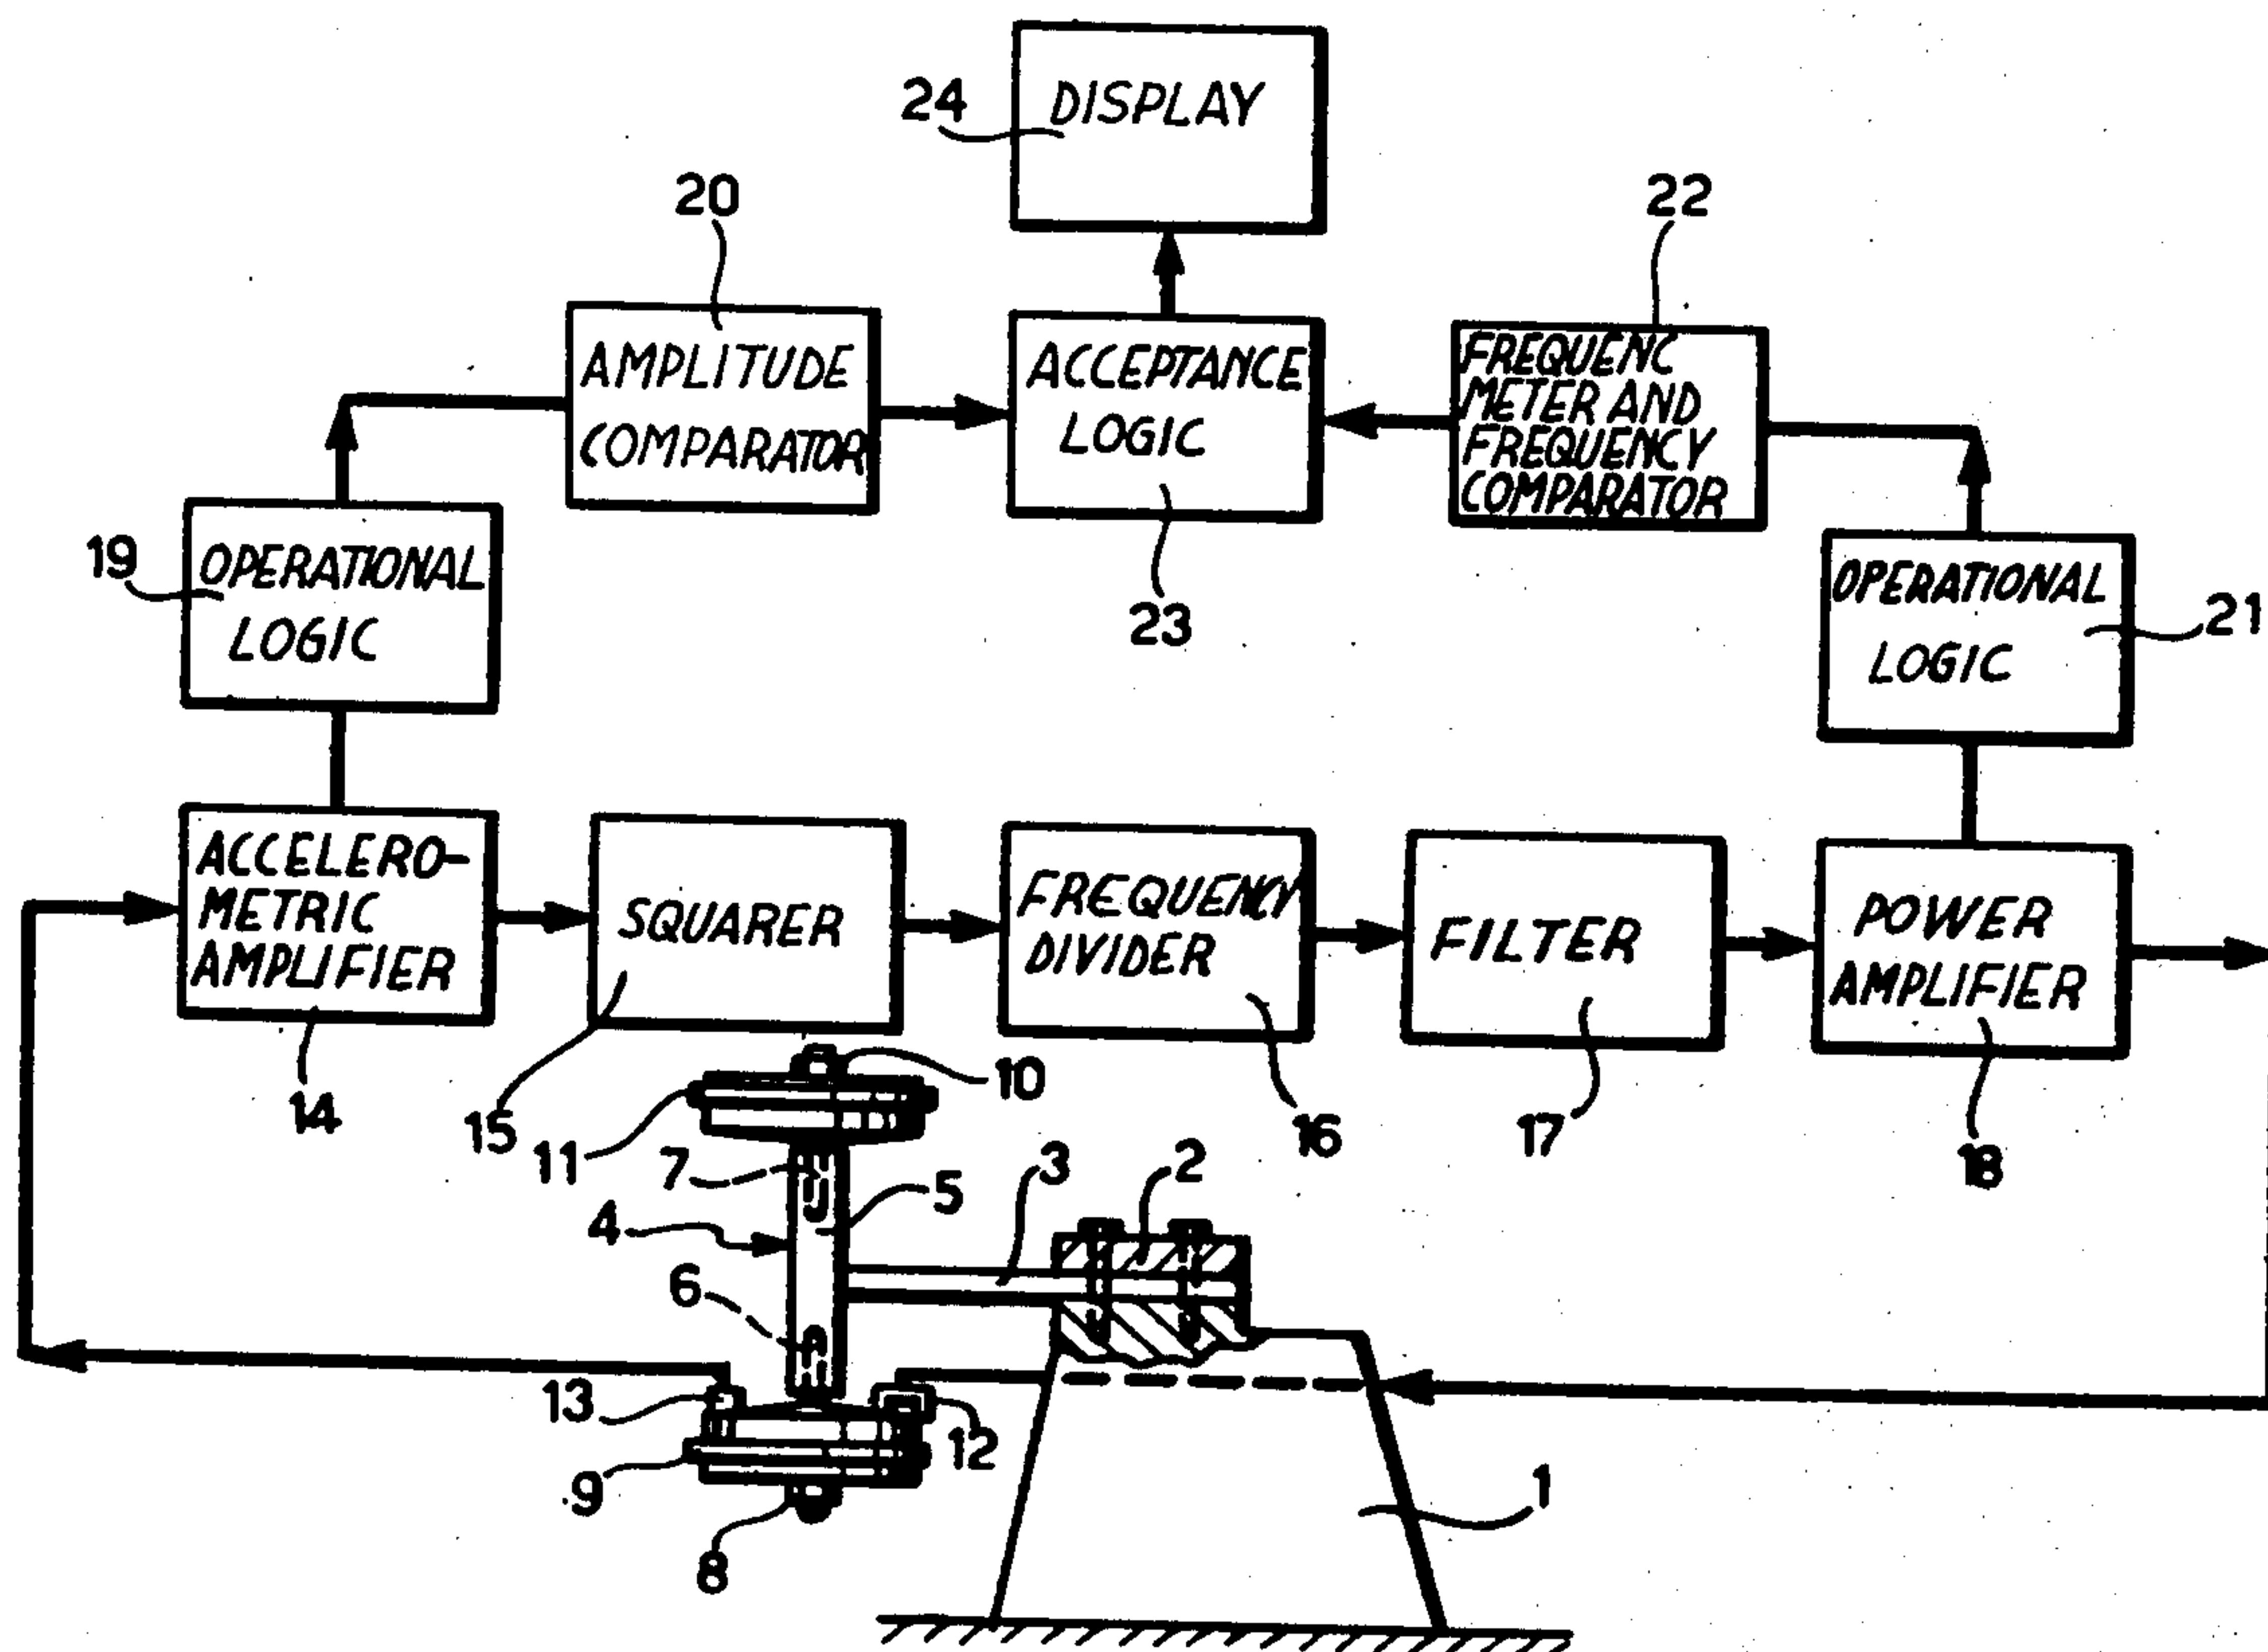 DISPLAY
24
20
22
AMPLITUDE
COMPARATOR
ACCEPTANCE
LOGIC
FREQUENC
METER AND
FREQUENCY
COMPARATOR
19
OPERATIONAL
LOGIC
23
OPERATIONAL
LOGIC
21
ACCELERO-
METRIC
AMPLIFIER
SQUARER
FREQUENCY
DIVIDER
FILTER
POWER
AMPLIFIER
14
15
10
16
17
18
11
7
3
2
5
4
6
13
12
9
1
8